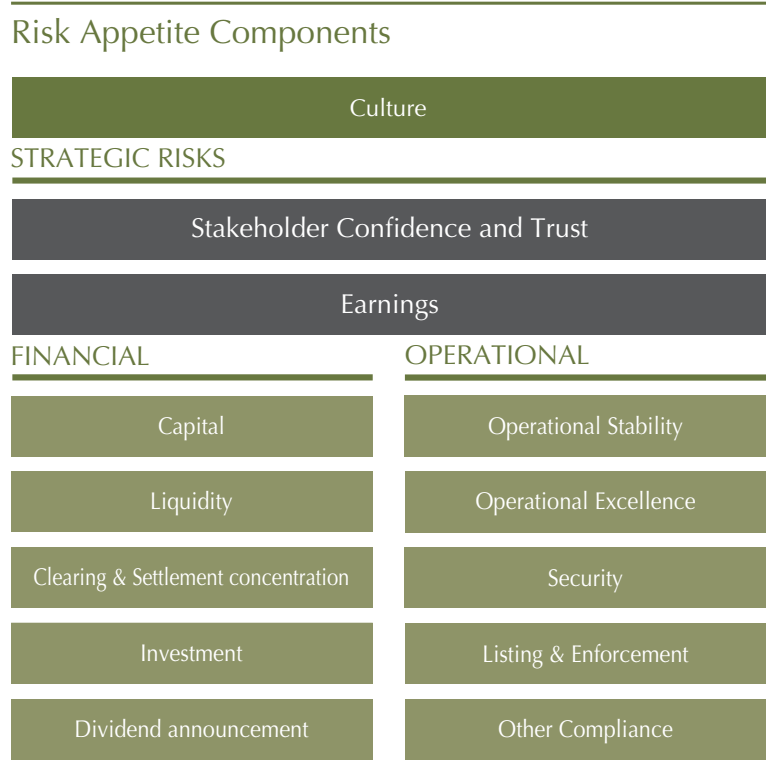 Risk Appetite Components
Culture
STRATEGIC RISKS
Stakeholder Confidence and Trust
Earnings
FINANCIAL
Capital
Liquidity
Clearing & Settlement concentration
Investment
Dividend announcement
OPERATIONAL
Operational Stability
Operational Excellence
Security
Listing & Enforcement
Other Compliance